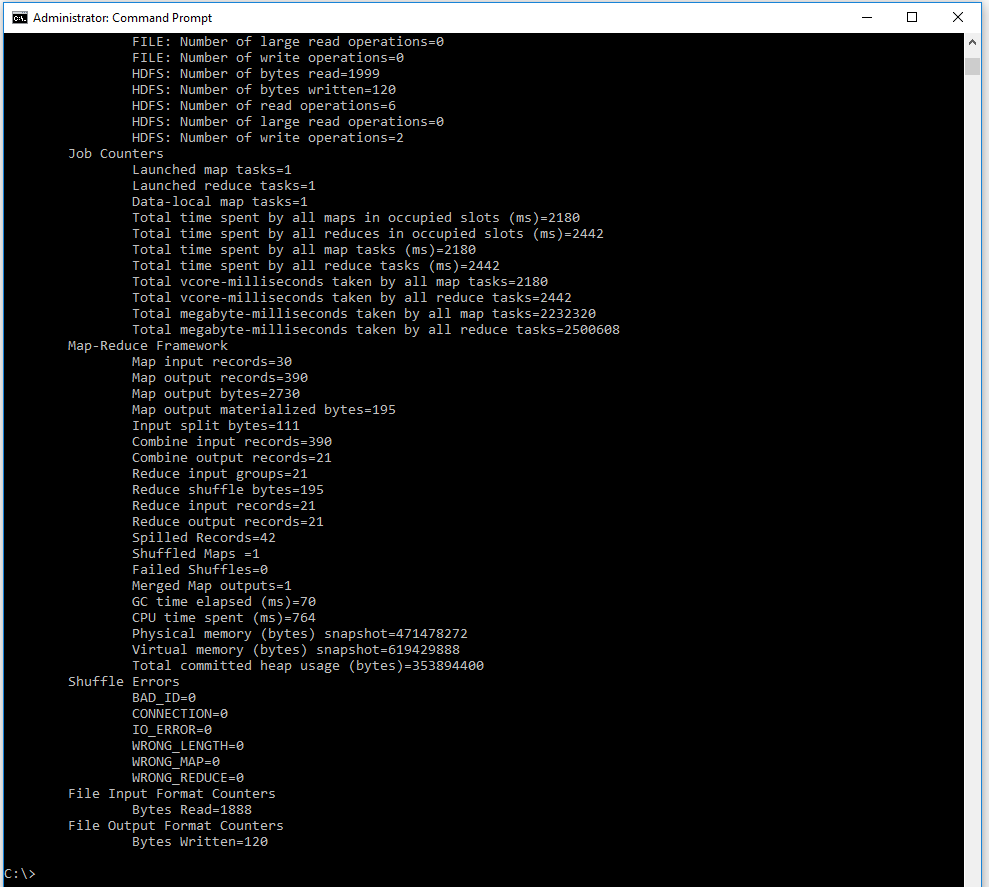 Administrator: Command Prompt
FILE: Number of large read operations=0
FILE: Number of write operations=0
HDFS: Number of bytes read=1999
HDFS: Number of bytes written=120
HDFS: Number of read operations=6
HDFS: Number of large read operations=0
HDFS: Number of write operations=2
Job Counters
Launched map tasks=1
Launched reduce tasks=1
Data-local map tasks=1
Total time spent by all maps in occupied slots (ms)=2180
Total time spent by all reduces in occupied slots (ms)=2442
Total time spent by all map tasks (ms)=2180
Total time spent by all reduce tasks (ms)=2442
Total vcore-milliseconds taken by all map tasks=2180
Total vcore-milliseconds taken by all reduce tasks=2442
Total megabyte-milliseconds taken by all map tasks=2232320
Total megabyte-milliseconds taken by all reduce tasks=2500608
Map-Reduce Framework
Map input records=30
Map output records=390
Map output bytes=2730
Map output materialized bytes=195
Input split bytes=111
Combine input records=390
Combine output records=21
Reduce input groups=21
Reduce shuffle bytes=195
Reduce input records=21
Reduce output records=21
Spilled Records=42
Shuffled Maps =1
Failed Shuffles=0
Merged Map outputs=1
GC time elapsed (ms)=70
CPU time spent (ms)=764
Physical memory (bytes) snapshot=471478272
Virtual memory (bytes) snapshot=619429888
Total committed heap usage (bytes)=353894400
Shuffle Errors
BAD_ID=0
CONNECTION=0
IO_ERROR=0
WRONG_LENGTH=0
WRONG_MAP=0
WRONG_REDUCE=0
File Input Format Counters
Bytes Read=1888
File Output Format Counters
Bytes Written=120
C:\>